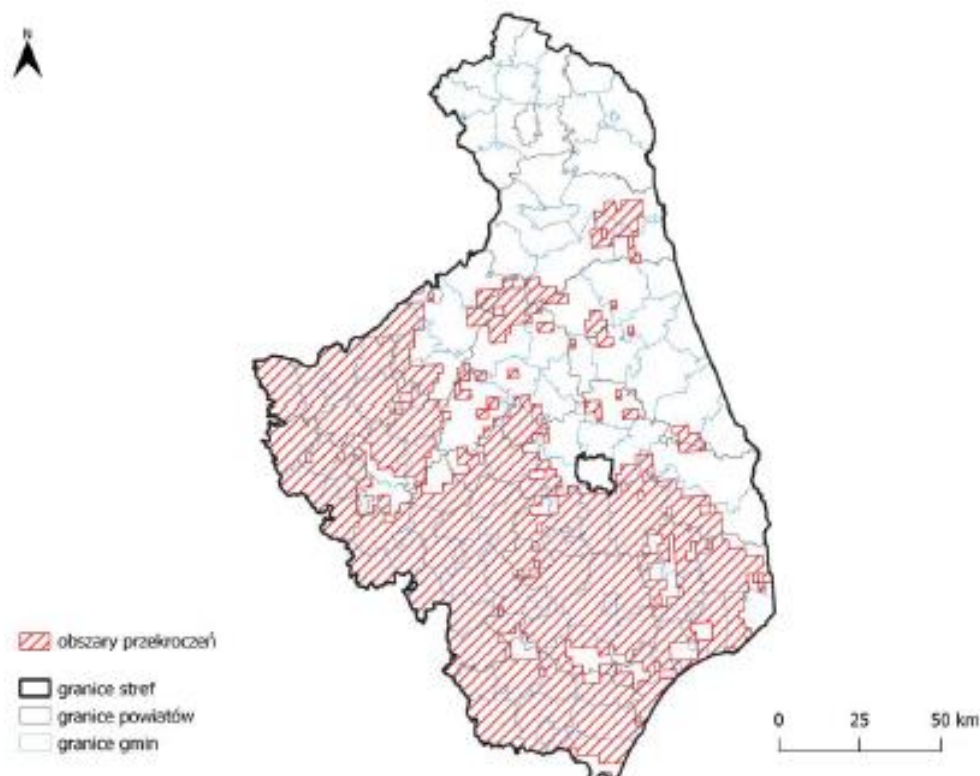 N
obszary przekroczeń
granice stref
granice powiatów
granice gmin
0 25 50 km